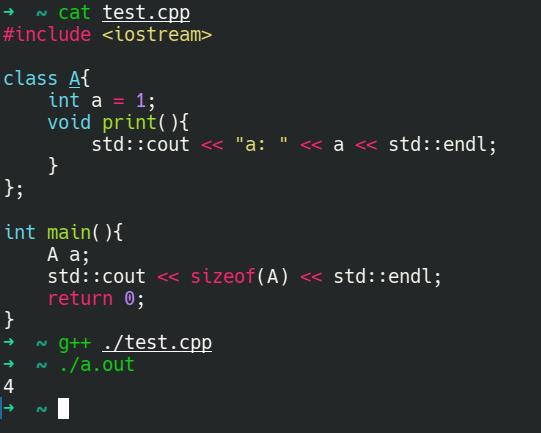 →  ~ cat test.cpp
#include <iostream>

class A{
    int a = 1;
    void print(){
        std::cout << "a: " << a << std::endl;
    }
};

int main(){
    A a;
    std::cout << sizeof(A) << std::endl;
    return 0;
}
→  ~ g++ ./test.cpp
→  ~ ./a.out
4
→  ~